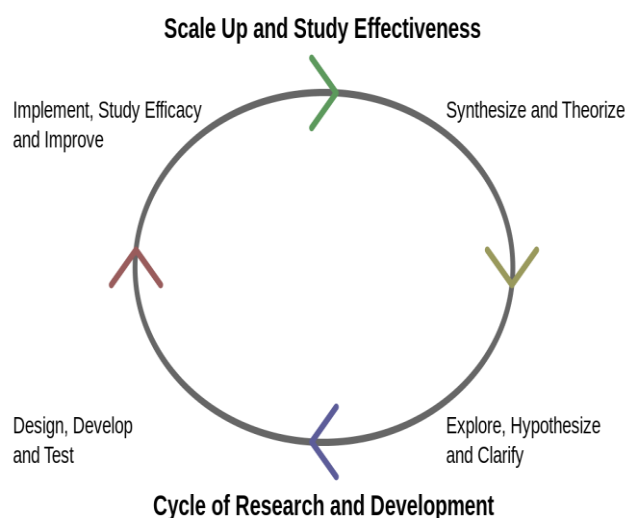 Scale Up and Study Effectiveness
Implement, Study Efficacy
and Improve
Synthesize and Theorize
Design, Develop
and Test
Explore, Hypothesize
and Clarify
Cycle of Research and Development